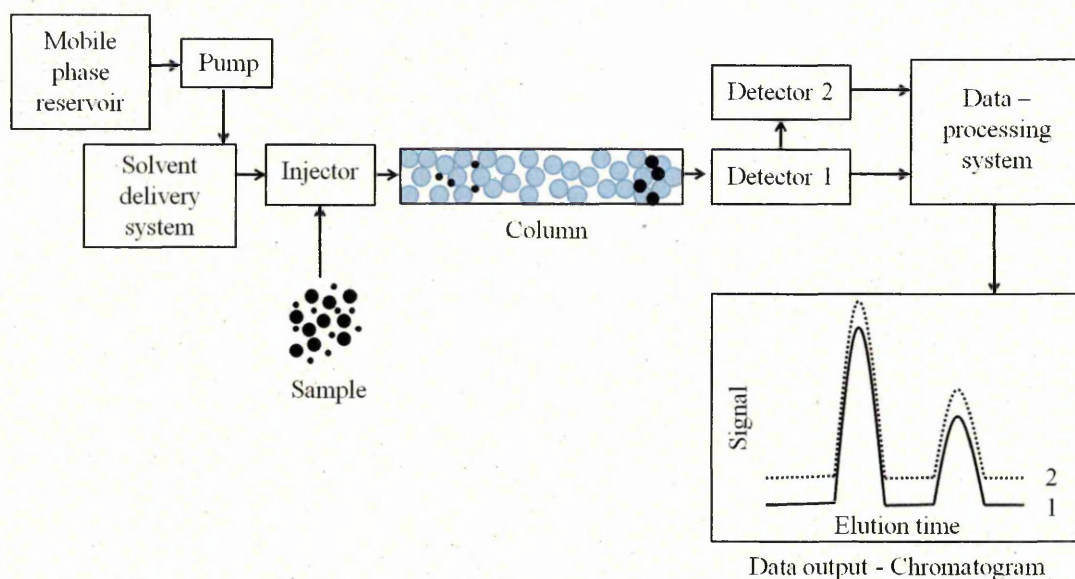 Mobile
phase
reservoir
Pump
Solvent
delivery
system
Injector
Sample
Column
Detector 2
Detector 1
Data –
processing
system
Signal
2
1
Elution time
Data output - Chromatogram